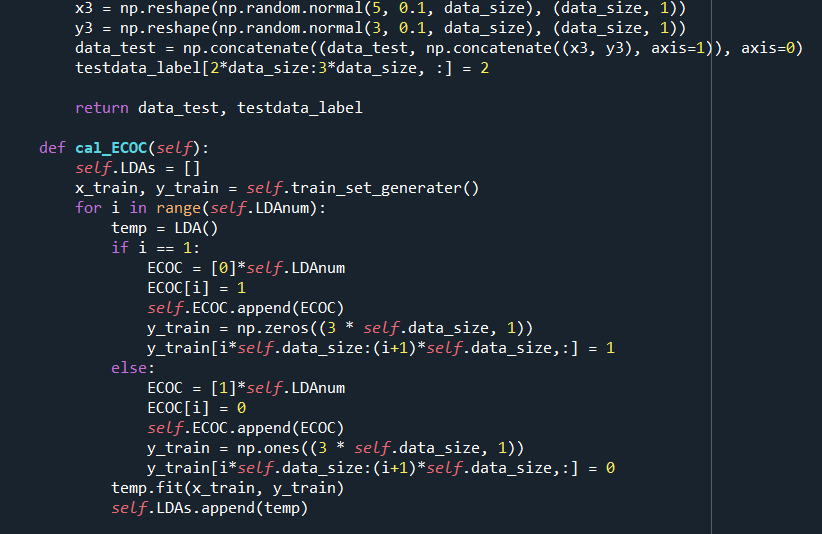 x3 = np.reshape(np.random.normal(5, 0.1, data_size), (data_size, 1))
y3 = np.reshape(np.random.normal(3, 0.1, data_size), (data_size, 1))
data_test = np.concatenate((data_test, np.concatenate((x3, y3), axis=1)), axis=0)
testdata_label[2*data_size:3*data_size, :] = 2
return data_test, testdata_label
def cal_ECOC(self):
self.LDAs = []
x_train, y_train = self.train_set_generater()
for i in range(self.LDAnum):
temp = LDA()
if i == 1:
ECOC = [0]*self.LDAnum
ECOC[i] = 1
self.ECOC.append(ECOC)
y_train = np.zeros((3 * self.data_size, 1))
y_train[i*self.data_size:(i+1)*self.data_size,:] = 1
else:
ECOC = [1]*self.LDAnum
ECOC[i] = 0
self.ECOC.append(ECOC)
y_train = np.ones((3 * self.data_size, 1))
y_train[i*self.data_size:(i+1)*self.data_size,:] = 0
temp.fit(x_train, y_train)
self.LDAs.append(temp)